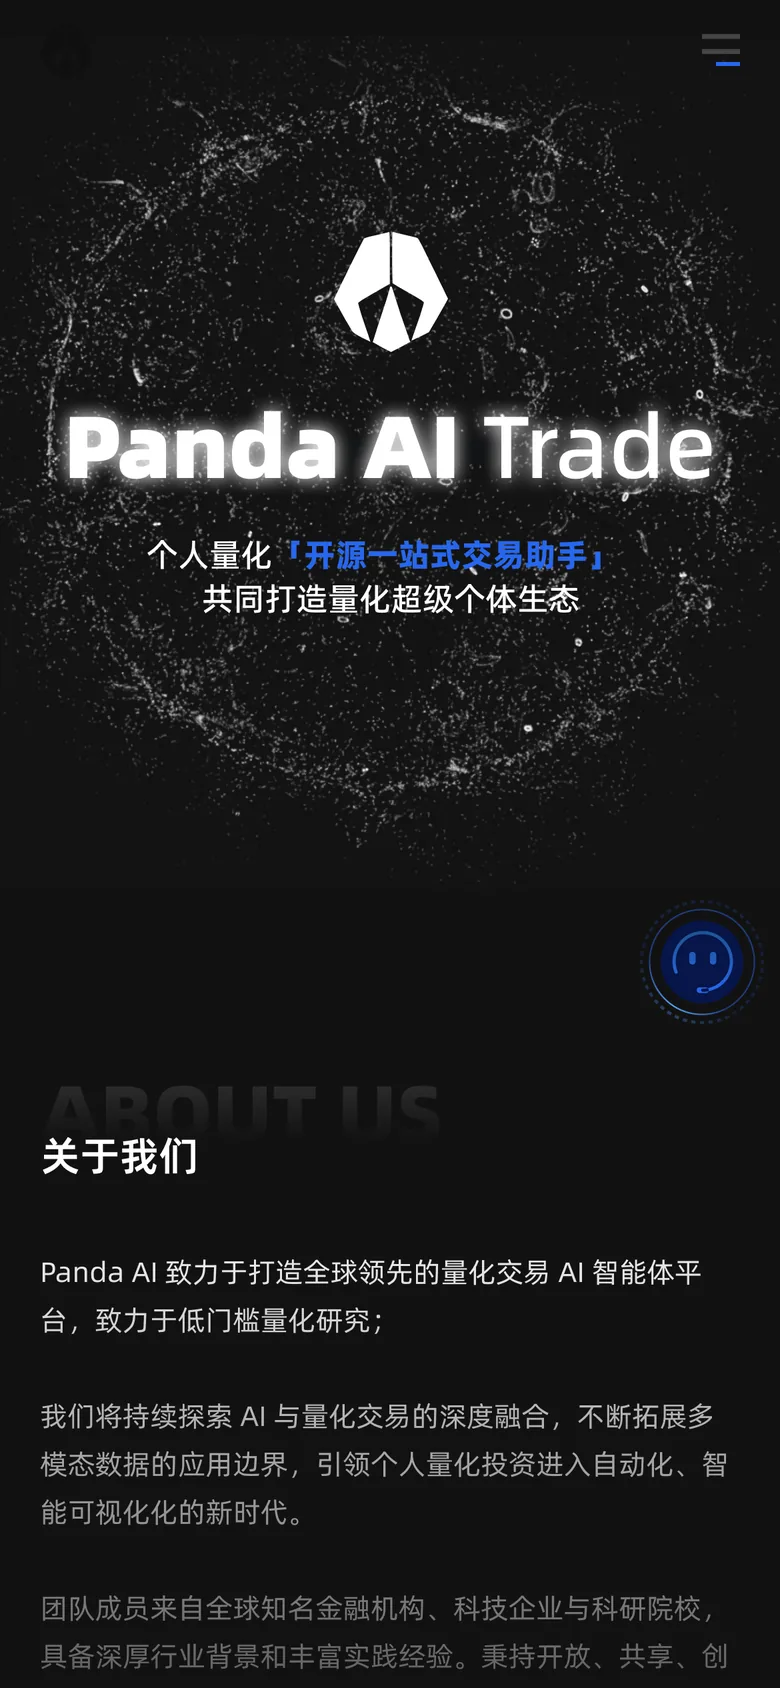 Panda AI Trade
个人量化「开源一站式交易助手」
共同打造量化超级个体生态
ABOUT US
关于我们
Panda AI 致力于打造全球领先的量化交易 AI 智能体平
台，致力于低门槛量化研究；
我们将持续探索 AI 与量化交易的深度融合，不断拓展多
模态数据的应用边界，引领个人量化投资进入自动化、智
能可视化化的新时代。
团队成员来自全球知名金融机构、科技企业与科研院校，
具备深厚行业背景和丰富实践经验。秉持开放、共享、创